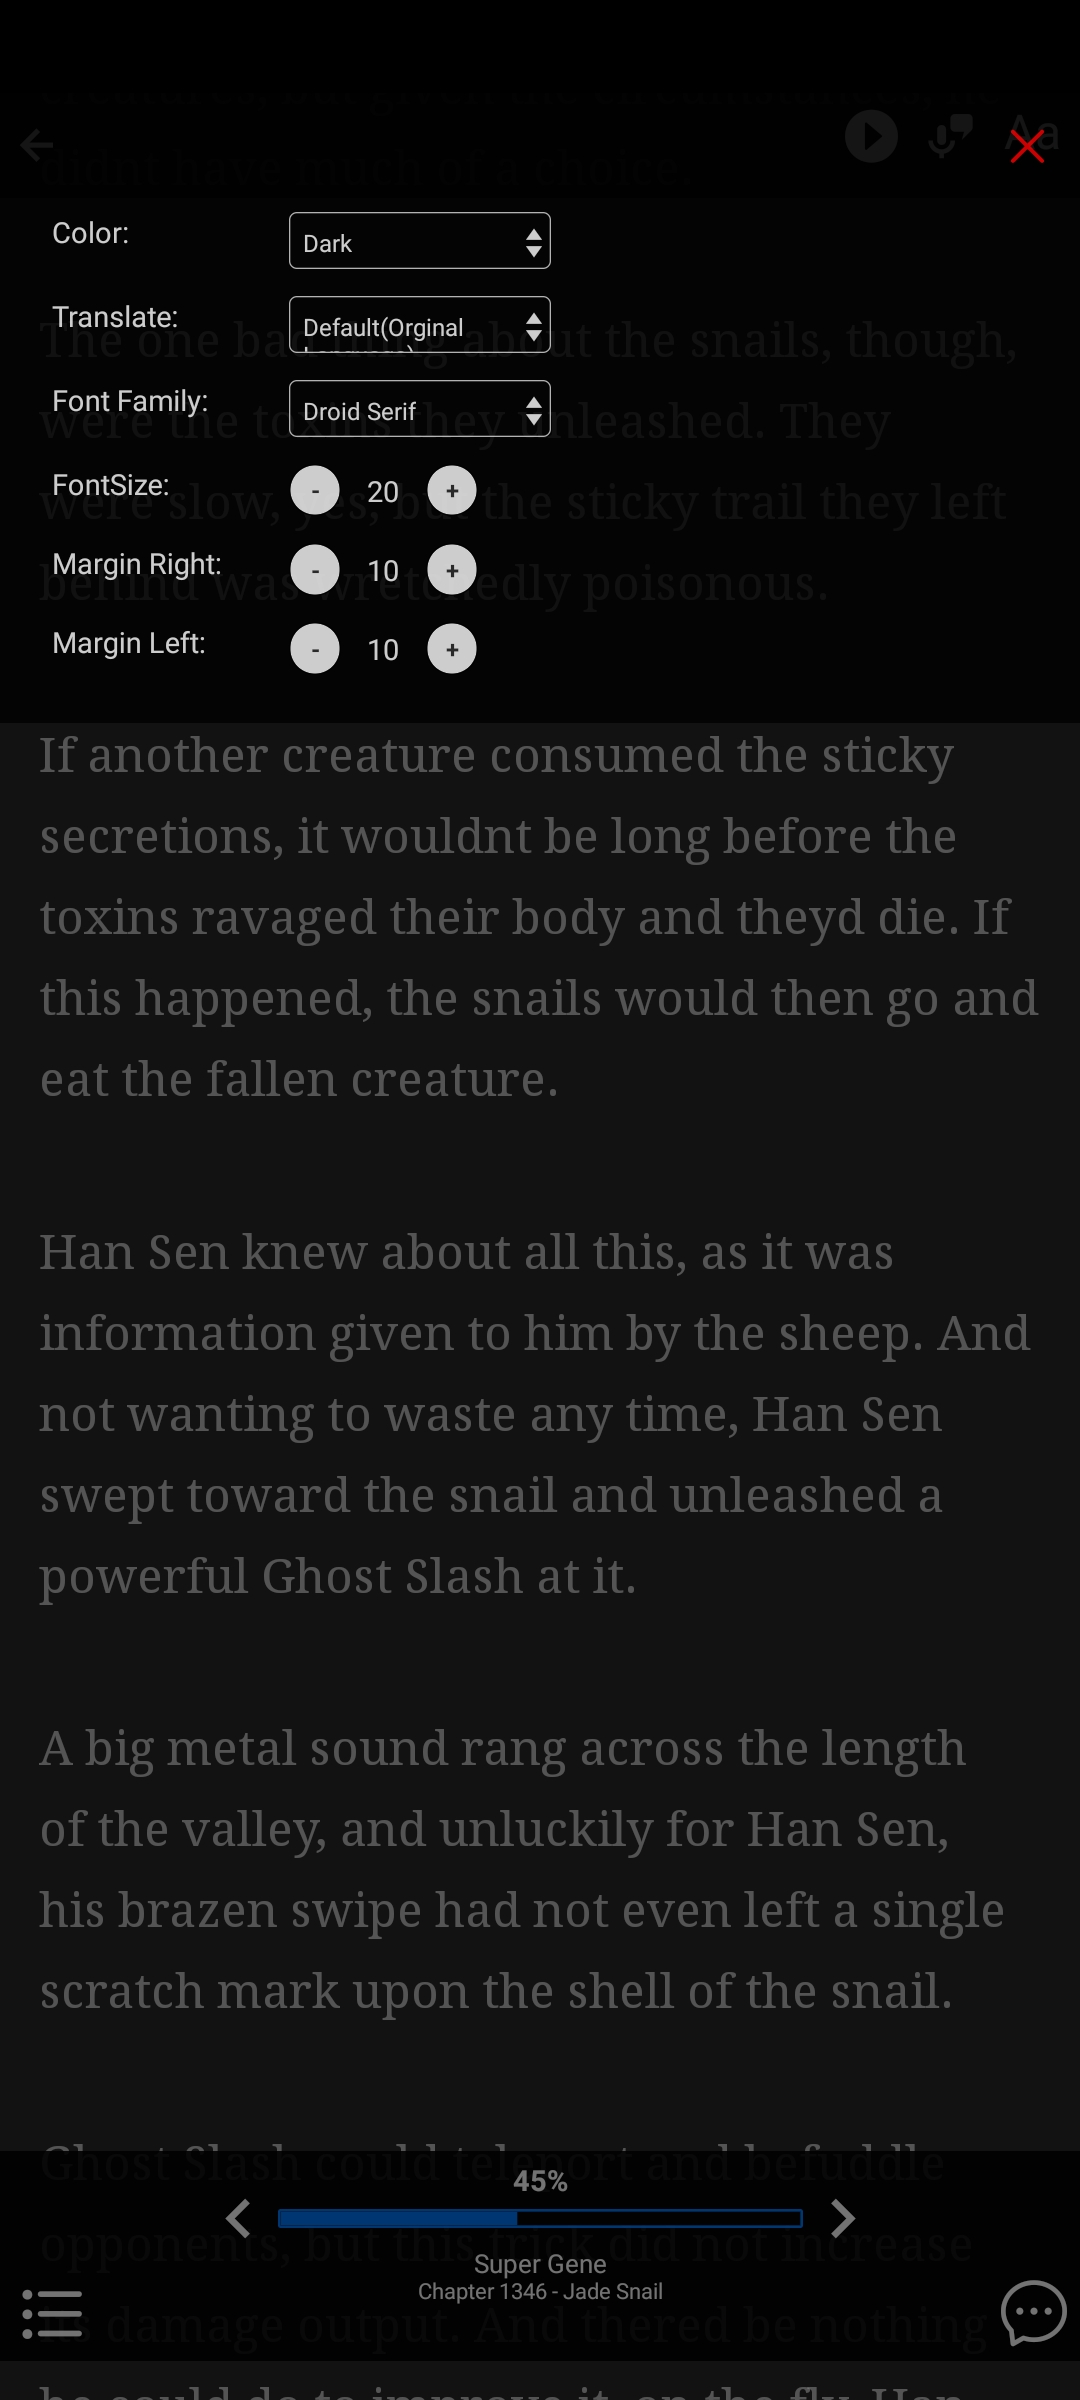 didnt have much of a choice.
Aa
Color:
Dark
Translate:
Default(Orginal
The one bad thing about the snails, though,
Font Family:
Droid Serif
were the toxins they unleashed. They
FontSize:
- 20 +
were slow, yes, but the sticky trail they left
Margin Right:
- 10 +
behind was wretchedly poisonous.
Margin Left:
- 10 +
If another creature consumed the sticky
secretions, it wouldnt be long before the
toxins ravaged their body and theyd die. If
this happened, the snails would then go and
eat the fallen creature.
Han Sen knew about all this, as it was
information given to him by the sheep. And
not wanting to waste any time, Han Sen
swept toward the snail and unleashed a
powerful Ghost Slash at it.
A big metal sound rang across the length
of the valley, and unluckily for Han Sen,
his brazen swipe had not even left a single
scratch mark upon the shell of the snail.
Ghost Slash could teleport and befuddle
45%
opponents, but this trick did not increase
Super Gene
Chapter 1346 - Jade Snail
its damage output. And thered be nothing
he could do to improve it, on the fly. Han